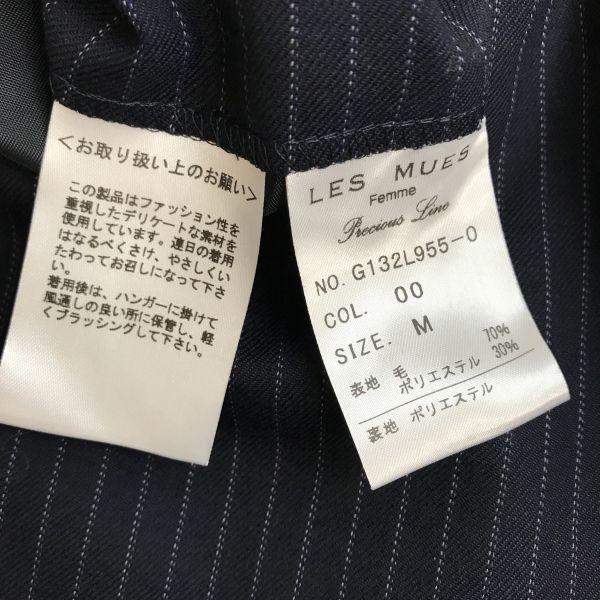 ＜お取り扱い上のお願い＞
この製品はファッション性を
重視したデリケートな素材を
使用しています。連日の着用
はなるべくさけ、やさしくい
たわってお召しになって下さ
い。
着用後は、ハンガーに掛けて
風通しの良い所に保管し、軽
くブラッシングして下さい。
LES MUES
Femme
Precious Line
NO. G132L955-0
COL. 00
SIZE. M
表地 毛 70%
ポリエステル 30%
裏地 ポリエステル